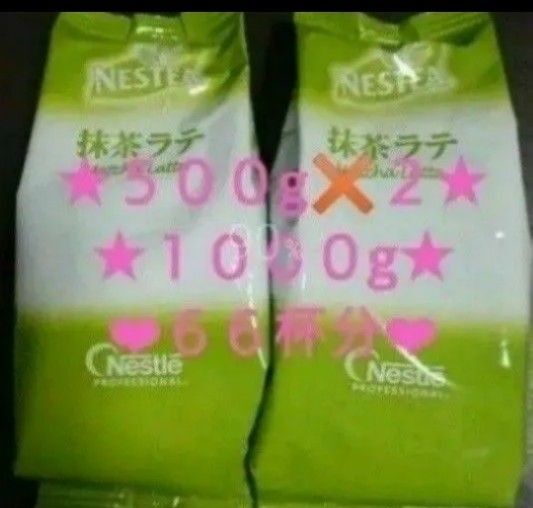 NESTEA
NESTEA
抹茶ラテ
抹茶ラテ
★500g✖2★
★1000g★
❤66杯分❤
Nestlé
PROFESSIONAL
Nestlé
PROFESSIONAL